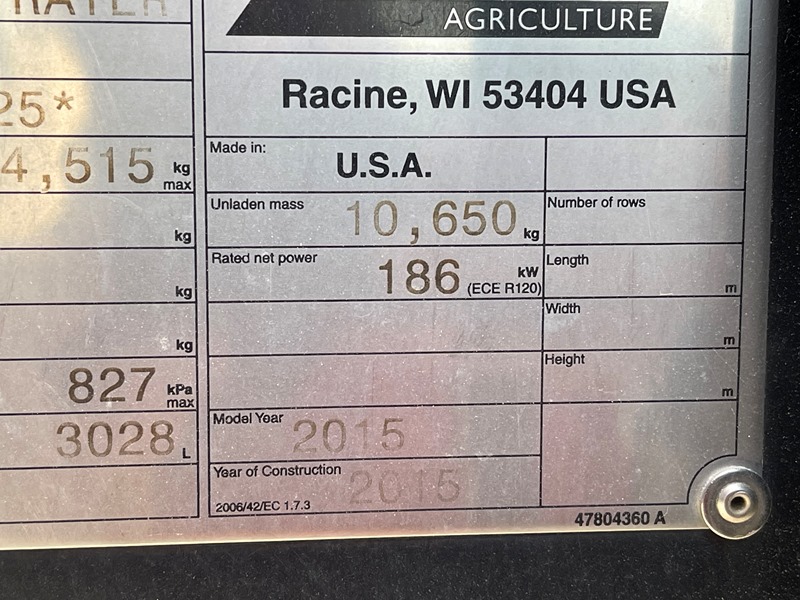 AGRICULTURE
Racine, WI 53404 USA
25*
4,515 kg max
kg
kg
kg
827 kPa max
3028 L
Made in: U.S.A.
Unladen mass 10,650 kg
Number of rows
Rated net power 186 kW (ECE R120)
Length m
Width m
Height m
Model Year 2015
Year of Construction 2015
2006/42/EC 1.7.3
47804360 A